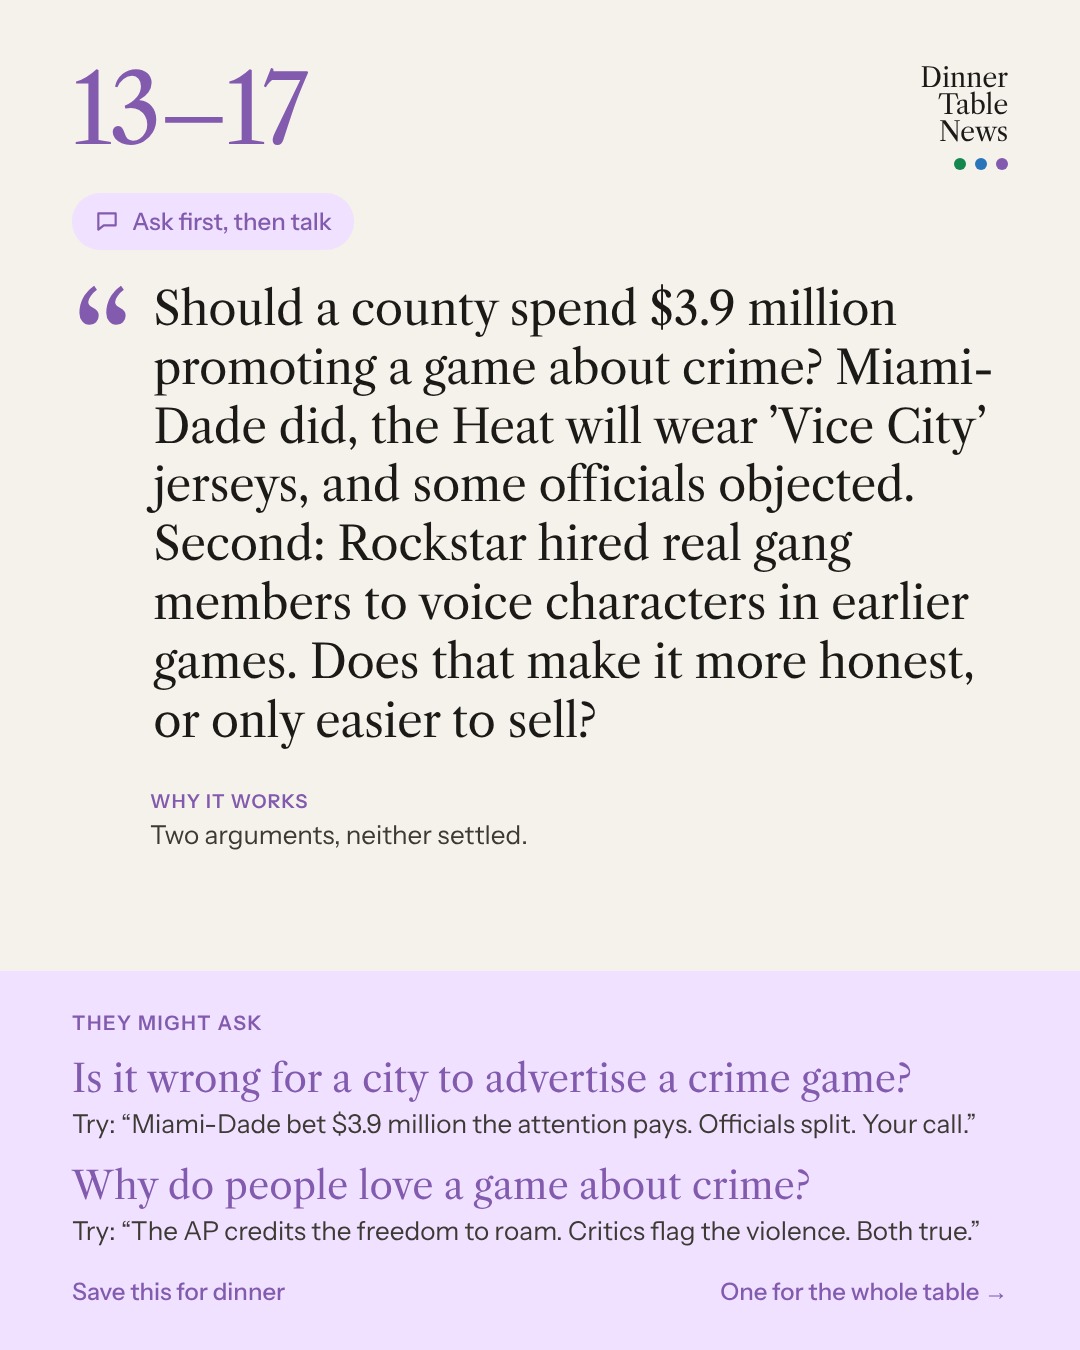 13–17
Dinner
Table
News
Ask first, then talk
“ Should a county spend $3.9 million
promoting a game about crime? Miami-
Dade did, the Heat will wear ’Vice City’
jerseys, and some officials objected.
Second: Rockstar hired real gang
members to voice characters in earlier
games. Does that make it more honest,
or only easier to sell?
WHY IT WORKS
Two arguments, neither settled.
THEY MIGHT ASK
Is it wrong for a city to advertise a crime game?
Try: “Miami-Dade bet $3.9 million the attention pays. Officials split. Your call.”
Why do people love a game about crime?
Try: “The AP credits the freedom to roam. Critics flag the violence. Both true.”
Save this for dinner
One for the whole table →